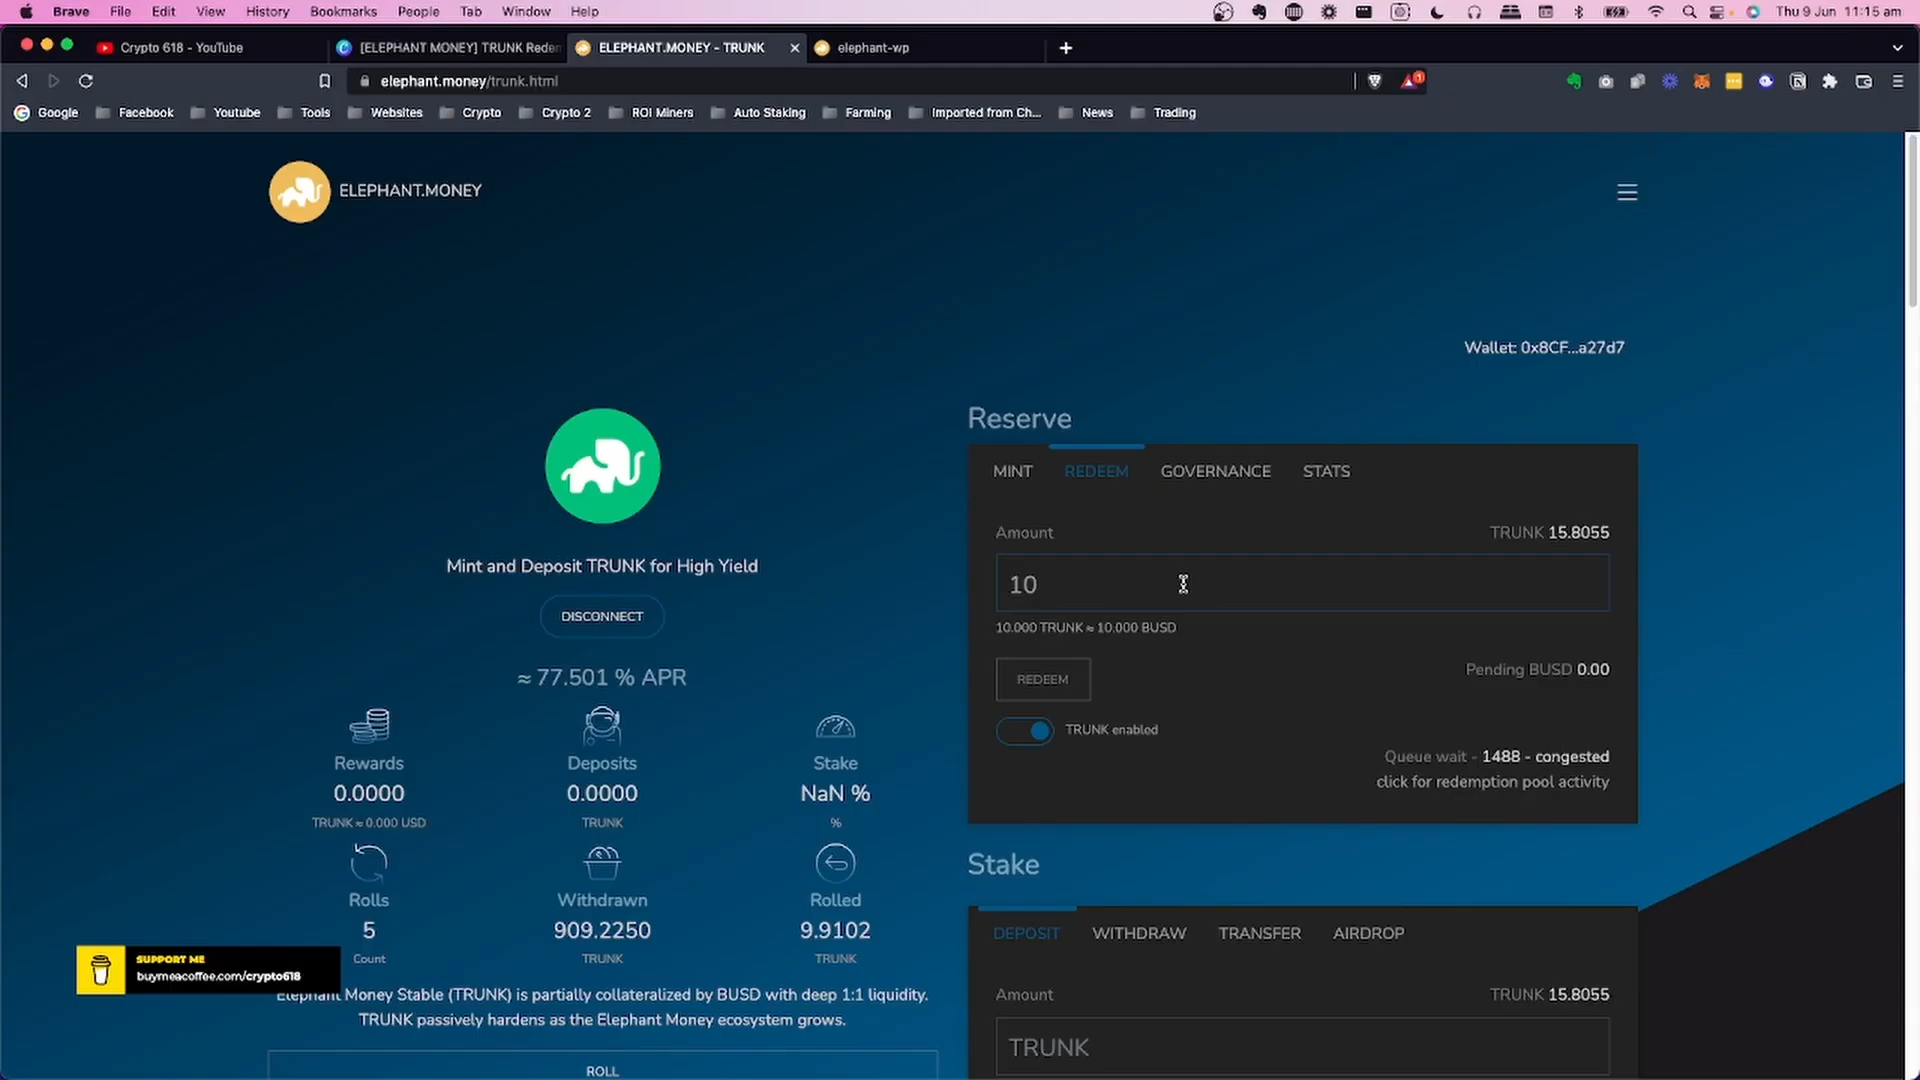 Brave File Edit View History Bookmarks People Tab Window Help
Thu 9 Jun 11:15 am
Crypto 618 - YouTube
[ELEPHANT MONEY] TRUNK Reder
ELEPHANT.MONEY - TRUNK
elephant-wp
elephant.money/trunk.html
1
Google Facebook Youtube Tools Websites Crypto Crypto 2 ROI Miners Auto Staking Farming Imported from Ch... News Trading
ELEPHANT.MONEY
Wallet: 0x8CF...a27d7
Mint and Deposit TRUNK for High Yield
DISCONNECT
≈ 77.501 % APR
Rewards Deposits Stake
0.0000 0.0000 NaN %
TRUNK ≈ 0.000 USD TRUNK %
Rolls Withdrawn Rolled
5 909.2250 9.9102
Count TRUNK TRUNK
SUPPORT ME
buymeacoffee.com/crypto618
Elephant Money Stable (TRUNK) is partially collateralized by BUSD with deep 1:1 liquidity.
TRUNK passively hardens as the Elephant Money ecosystem grows.
ROLL
Reserve
MINT REDEEM GOVERNANCE STATS
Amount TRUNK 15.8055
10
10.000 TRUNK ≈ 10.000 BUSD
REDEEM Pending BUSD 0.00
TRUNK enabled
Queue wait - 1488 - congested
click for redemption pool activity
Stake
DEPOSIT WITHDRAW TRANSFER AIRDROP
Amount TRUNK 15.8055
TRUNK